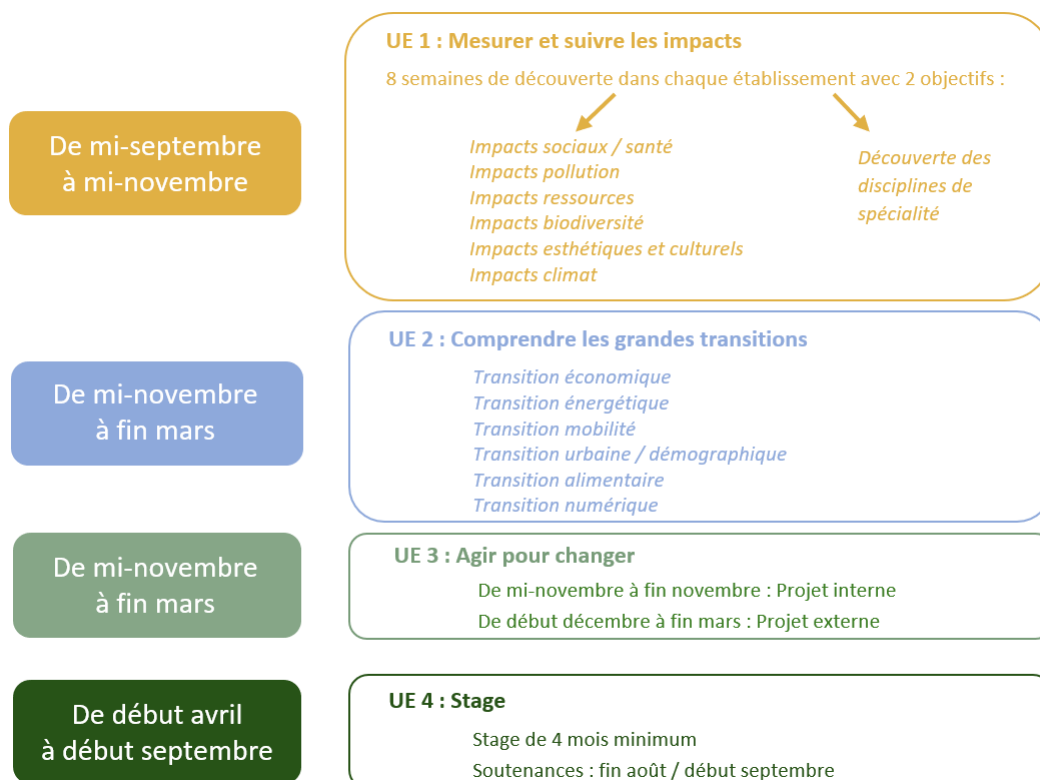 De mi-septembre
à mi-novembre
UE 1 : Mesurer et suivre les impacts
8 semaines de découverte dans chaque établissement avec 2 objectifs :
Impacts sociaux / santé
Impacts pollution
Impacts ressources
Impacts biodiversité
Impacts esthétiques et culturels
Impacts climat
Découverte des
disciplines de
spécialité
De mi-novembre
à fin mars
UE 2 : Comprendre les grandes transitions
Transition économique
Transition énergétique
Transition mobilité
Transition urbaine / démographique
Transition alimentaire
Transition numérique
De mi-novembre
à fin mars
UE 3 : Agir pour changer
De mi-novembre à fin novembre : Projet interne
De début décembre à fin mars : Projet externe
De début avril
à début septembre
UE 4 : Stage
Stage de 4 mois minimum
Soutenances : fin août / début septembre